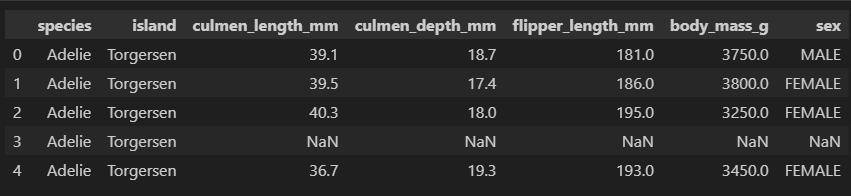 species island culmen_length_mm culmen_depth_mm flipper_length_mm body_mass_g sex
0 Adelie Torgersen 39.1 18.7 181.0 3750.0 MALE
1 Adelie Torgersen 39.5 17.4 186.0 3800.0 FEMALE
2 Adelie Torgersen 40.3 18.0 195.0 3250.0 FEMALE
3 Adelie Torgersen NaN NaN NaN NaN NaN
4 Adelie Torgersen 36.7 19.3 193.0 3450.0 FEMALE